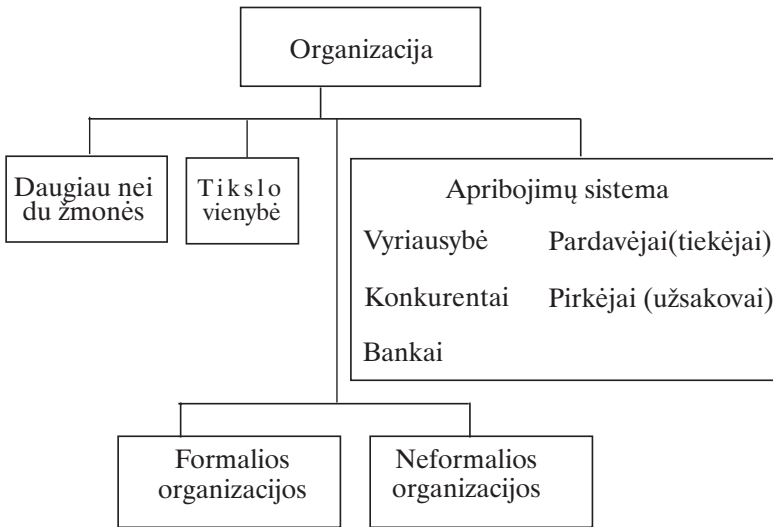 Organizacija
Daugiau nei
du žmonės
Tikslo
vienybė
Apribojimų sistema
Vyriausybė
Pardavėjai(tiekėjai)
Konkurentai
Pirkėjai (užsakovai)
Bankai
Formalios
organizacijos
Neformalios
organizacijos